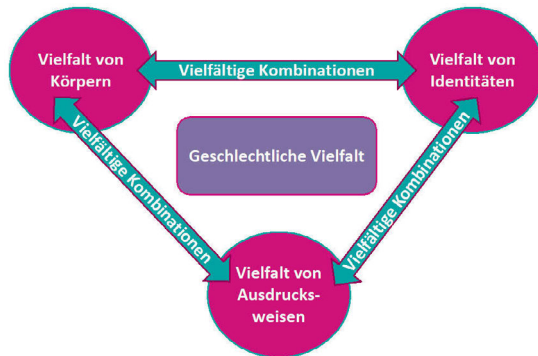 Vielfalt von
Körpern
Vielfältige Kombinationen
Vielfalt von
Identitäten
Vielfältige Kombinationen
Geschlechtliche Vielfalt
Vielfältige Kombinationen
Vielfalt von
Ausdrucks-
weisen